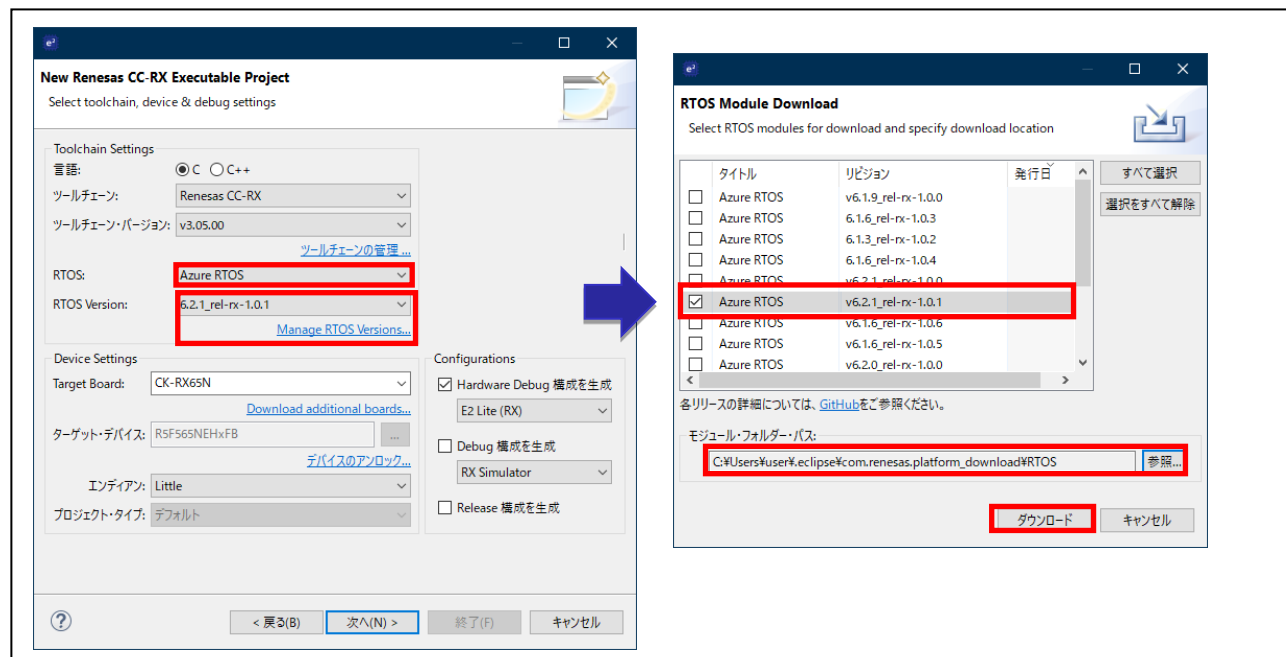 New Renesas CC-RX Executable Project
Select toolchain, device & debug settings
Toolchain Settings
言語: C C++
ツールチェーン: Renesas CC-RX
ツールチェーン・バージョン: v3.05.00
ツールチェーンの管理 ...
RTOS: Azure RTOS
RTOS Version: 6.2.1_rel-rx-1.0.1
Manage RTOS Versions...
Device Settings
Target Board: CK-RX65N
Download additional boards...
ターゲット・デバイス: R5F565NEHxFB ...
デバイスのアンロック...
エンディアン: Little
プロジェクト・タイプ: デフォルト
Configurations
Hardware Debug 構成を生成
E2 Lite (RX)
Debug 構成を生成
RX Simulator
Release 構成を生成
< 戻る(B) 次へ(N) > 終了(F) キャンセル
RTOS Module Download
Select RTOS modules for download and specify download location
タイトル リビジョン 発行日
Azure RTOS v6.1.9_rel-rx-1.0.0
Azure RTOS 6.1.6_rel-rx-1.0.3
Azure RTOS 6.1.3_rel-rx-1.0.2
Azure RTOS 6.1.6_rel-rx-1.0.4
Azure RTOS v6.2.1_rel-rx-1.0.0
Azure RTOS v6.2.1_rel-rx-1.0.1
Azure RTOS v6.1.6_rel-rx-1.0.6
Azure RTOS v6.1.6_rel-rx-1.0.5
Azure RTOS v6.2.0_rel-rx-1.0.0
すべて選択
選択をすべて解除
各リリースの詳細については、GitHubをご参照ください。
モジュール・フォルダー・パス:
C:¥Users¥user¥.eclipse¥com.renesas.platform_download¥RTOS 参照...
ダウンロード キャンセル